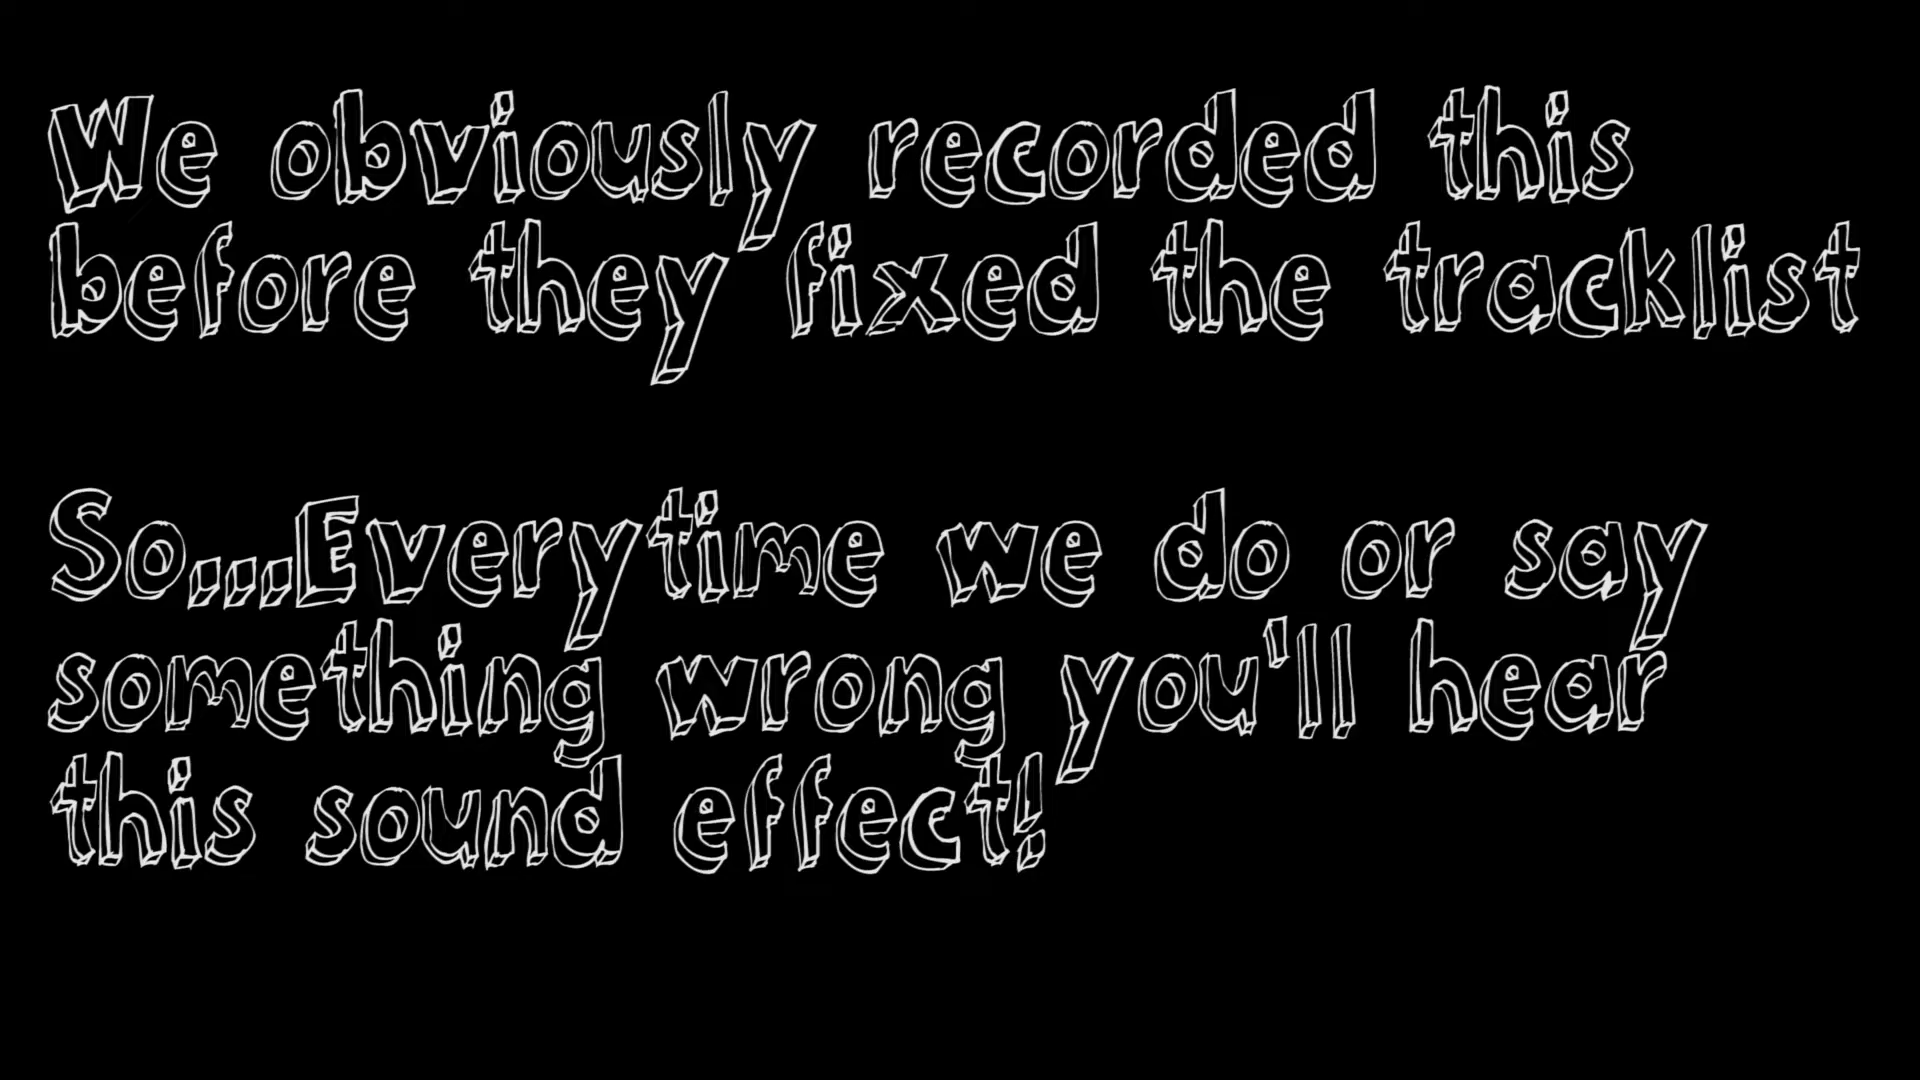 We obviously recorded this
before they fixed the tracklist
So...Everytime we do or say
something wrong you'll hear
this sound effect!